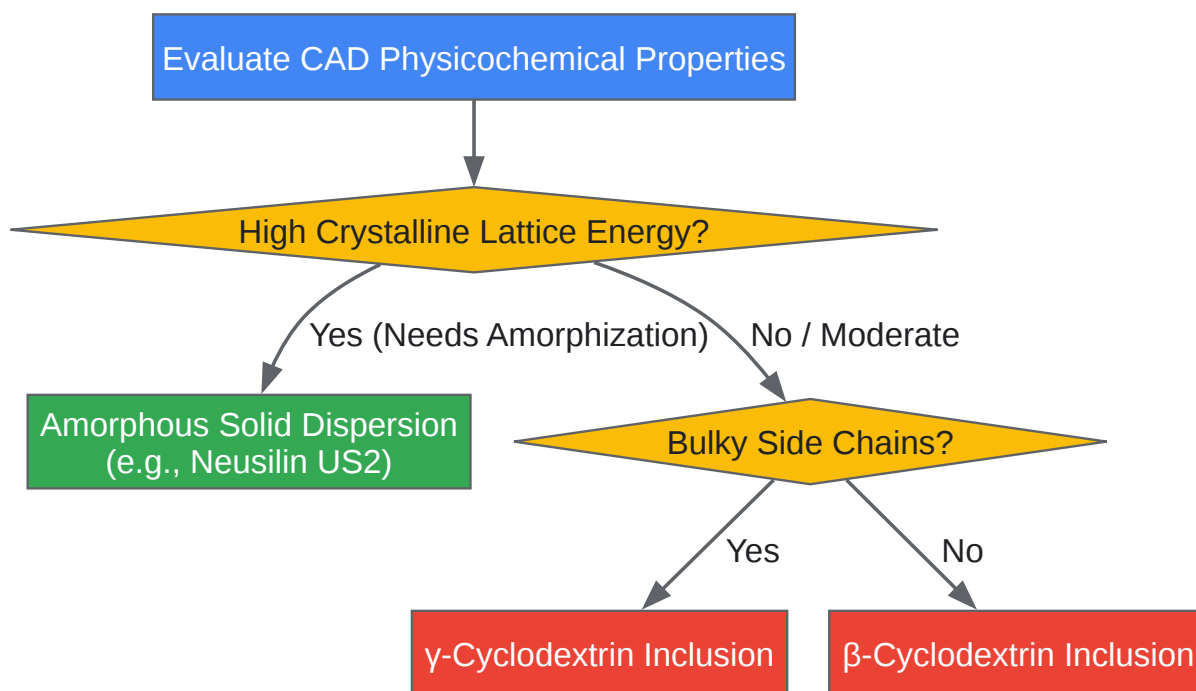 Evaluate CAD Physicochemical Properties
High Crystalline Lattice Energy?
Yes (Needs Amorphization)
No / Moderate
Amorphous Solid Dispersion
(e.g., Neusilin US2)
Bulky Side Chains?
Yes
No
γ-Cyclodextrin Inclusion
β-Cyclodextrin Inclusion